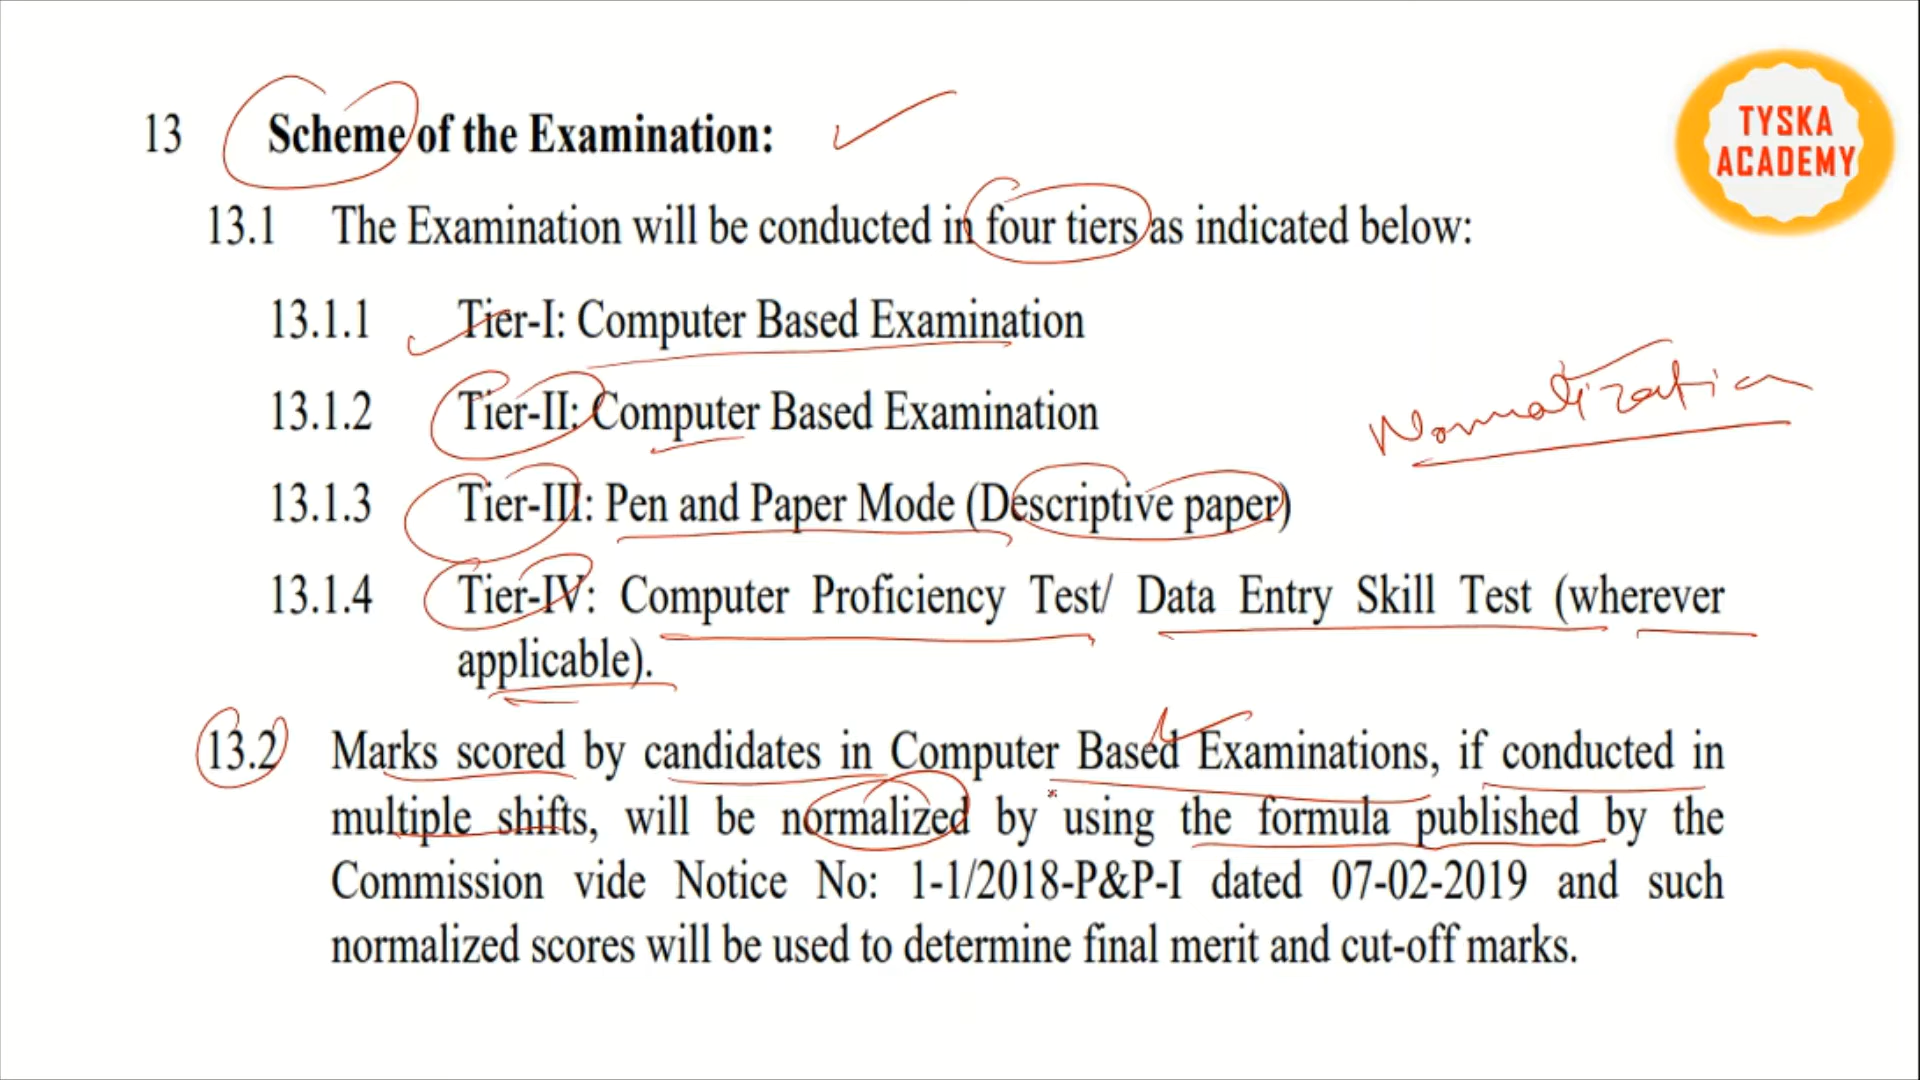 TYSKA
ACADEMY
13 Scheme of the Examination:
13.1 The Examination will be conducted in four tiers as indicated below:
13.1.1 Tier-I: Computer Based Examination
13.1.2 Tier-II: Computer Based Examination
Normalization
13.1.3 Tier-III: Pen and Paper Mode (Descriptive paper)
13.1.4 Tier-IV: Computer Proficiency Test/ Data Entry Skill Test (wherever
applicable).
13.2 Marks scored by candidates in Computer Based Examinations, if conducted in
multiple shifts, will be normalized by using the formula published by the
Commission vide Notice No: 1-1/2018-P&P-I dated 07-02-2019 and such
normalized scores will be used to determine final merit and cut-off marks.